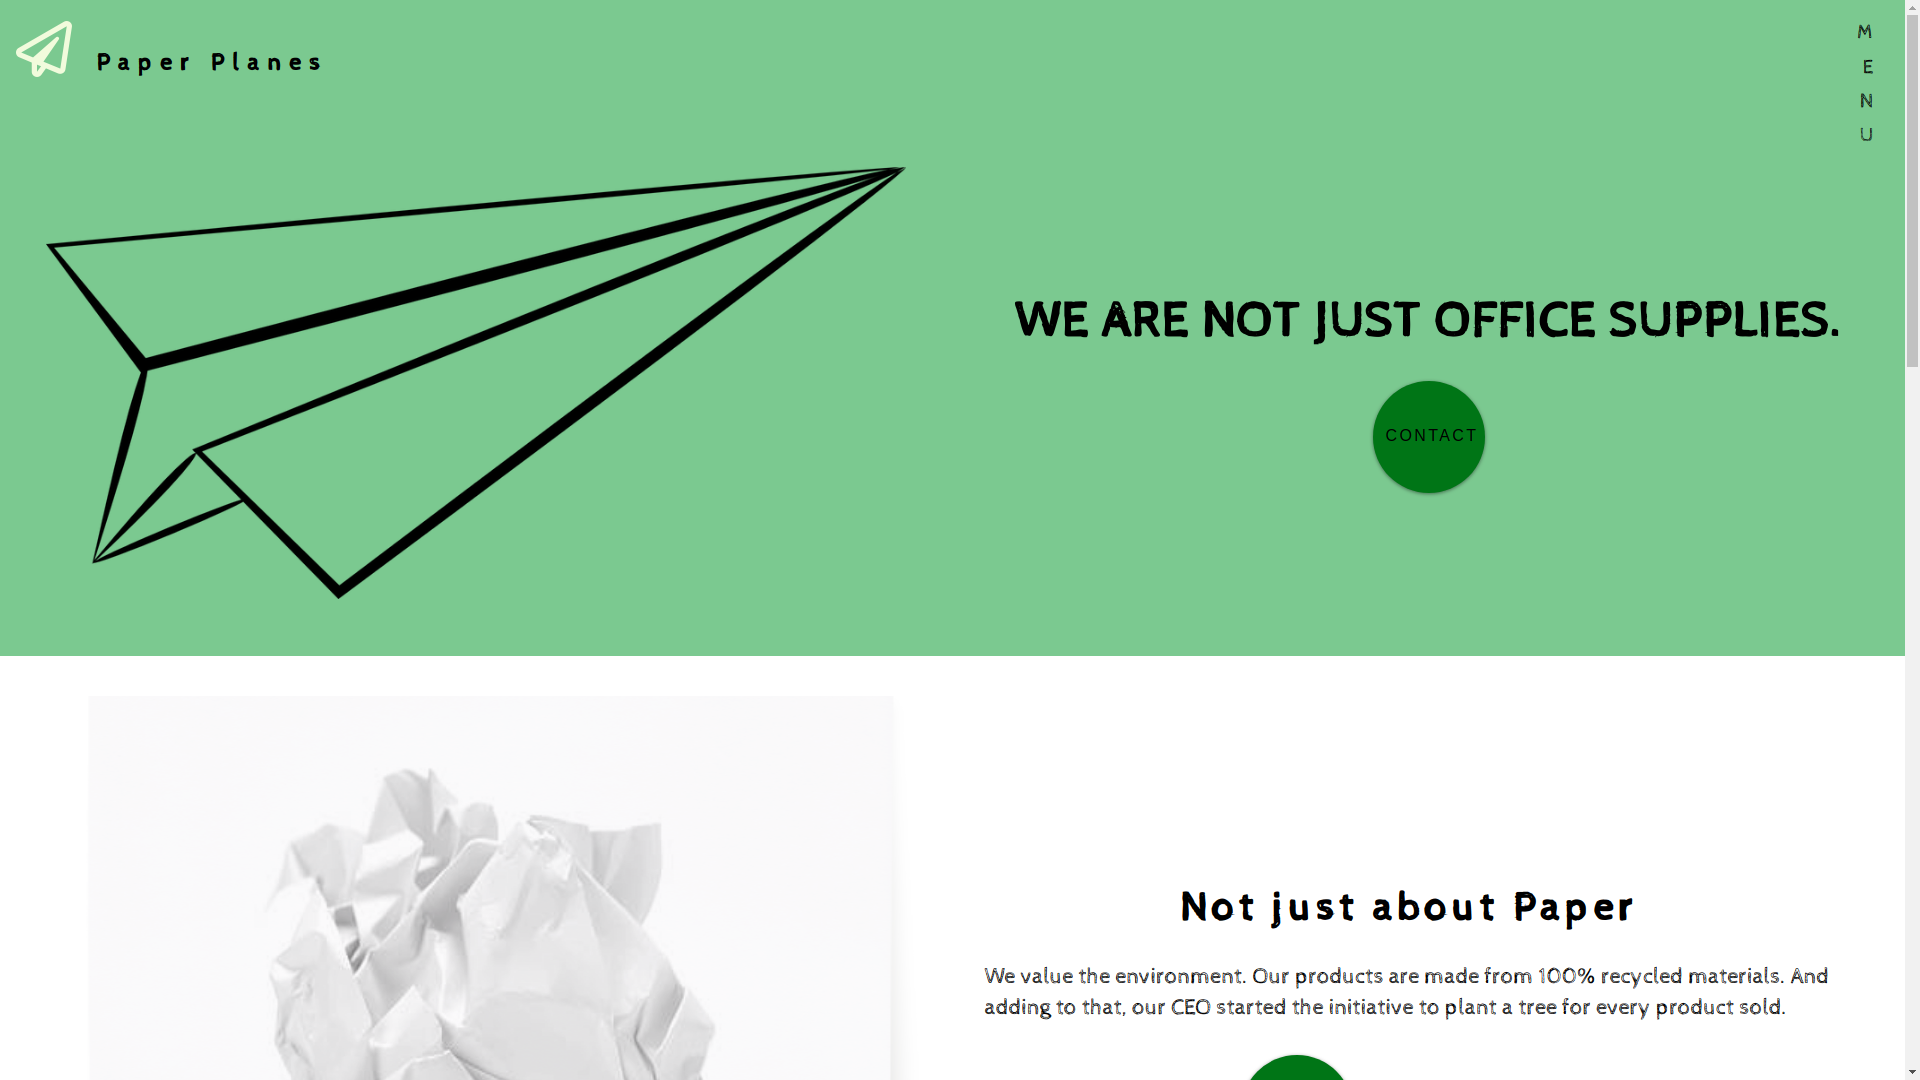 Paper Planes
M
E
N
U
WE ARE NOT JUST OFFICE SUPPLIES.
CONTACT
Not just about Paper
We value the environment. Our products are made from 100% recycled materials. And
adding to that, our CEO started the initiative to plant a tree for every product sold.